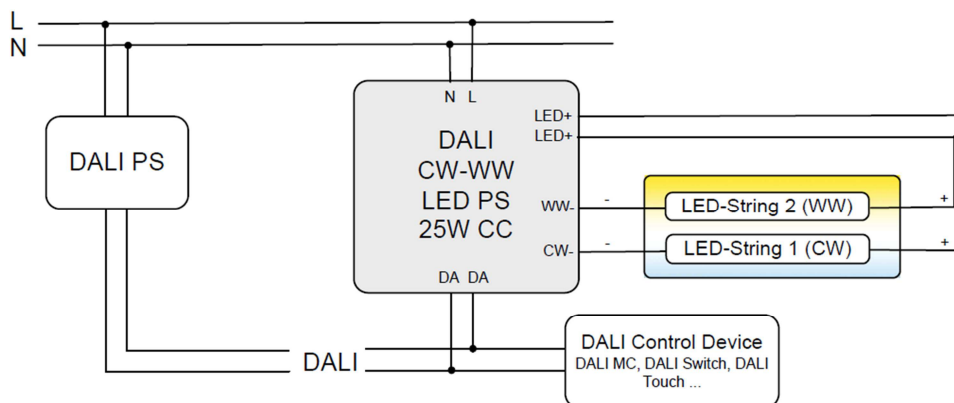 L
N
DALI PS
N L
DALI
CW-WW
LED PS
25W CC
LED+
LED+
WW-
CW-
DA DA
-
LED-String 2 (WW)
+
-
LED-String 1 (CW)
+
DALI
DALI Control Device
DALI MC, DALI Switch, DALI
Touch ...